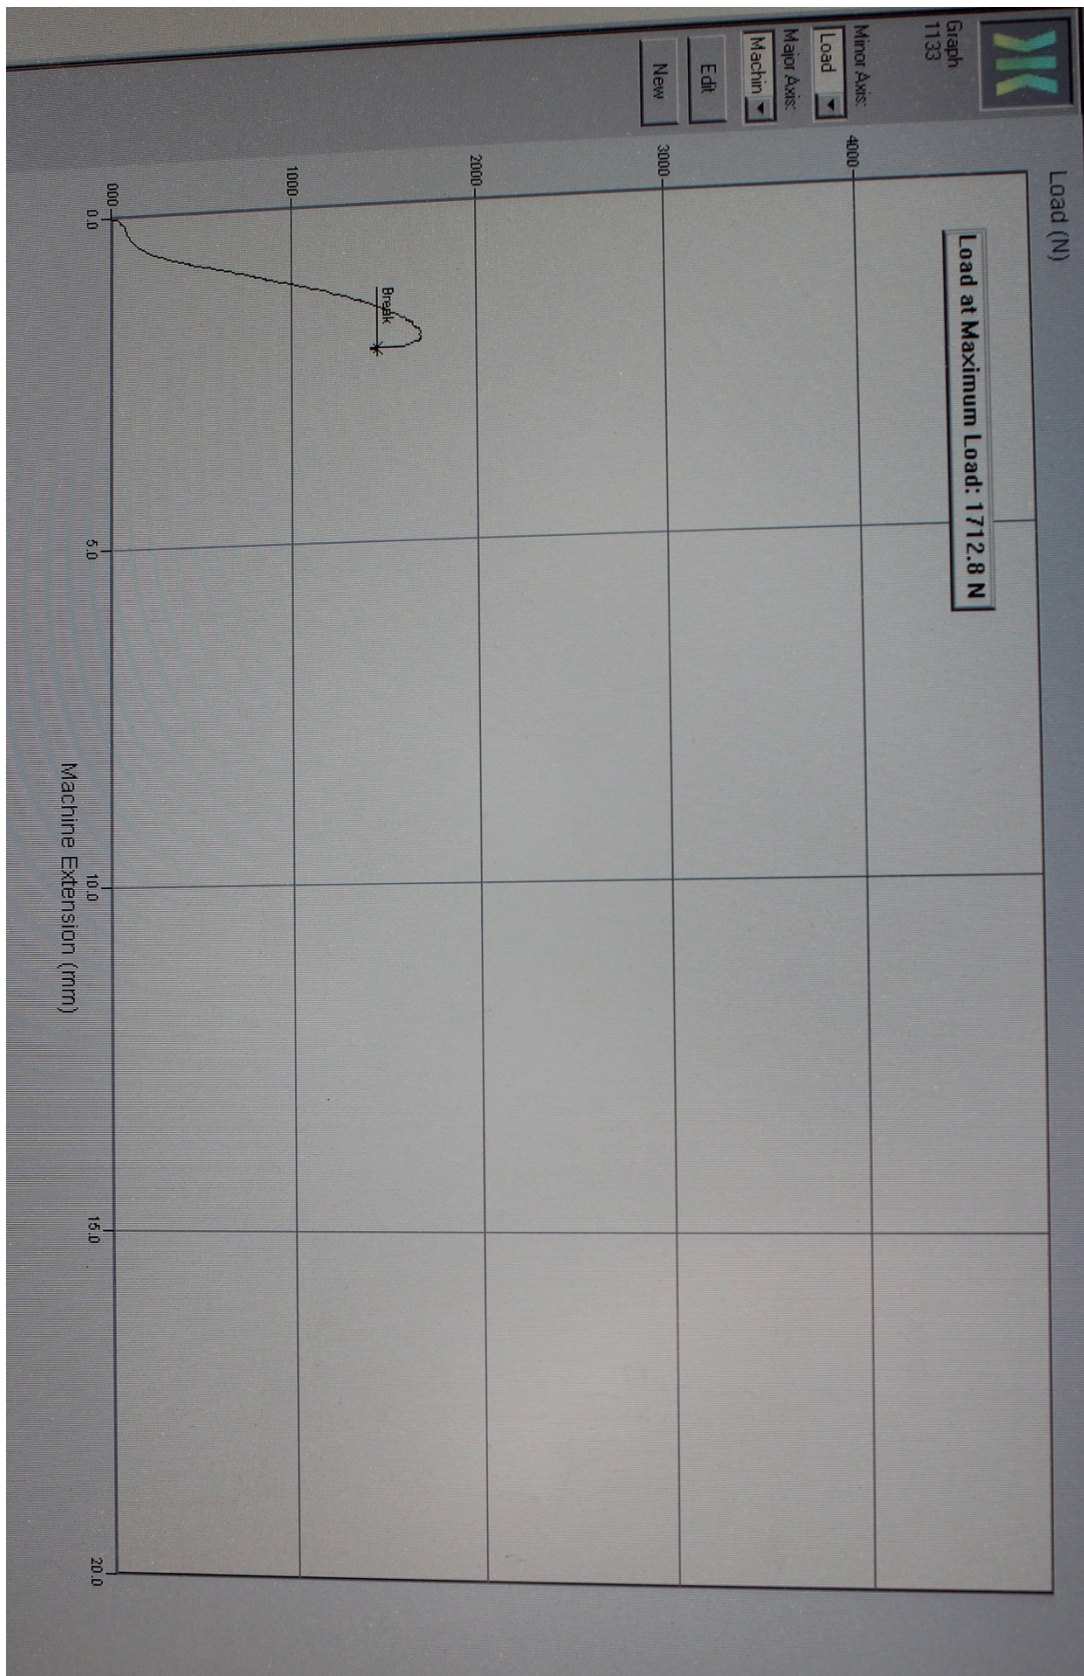 Graph
1133
Minor Axis:
Load
Major Axis:
Machin
Edit
New
Load (N)
Load at Maximum Load: 1712.8 N
4000
3000
2000
1000
000
Break
0.0
5.0
10.0
15.0
20.0
Machine Extension (mm)